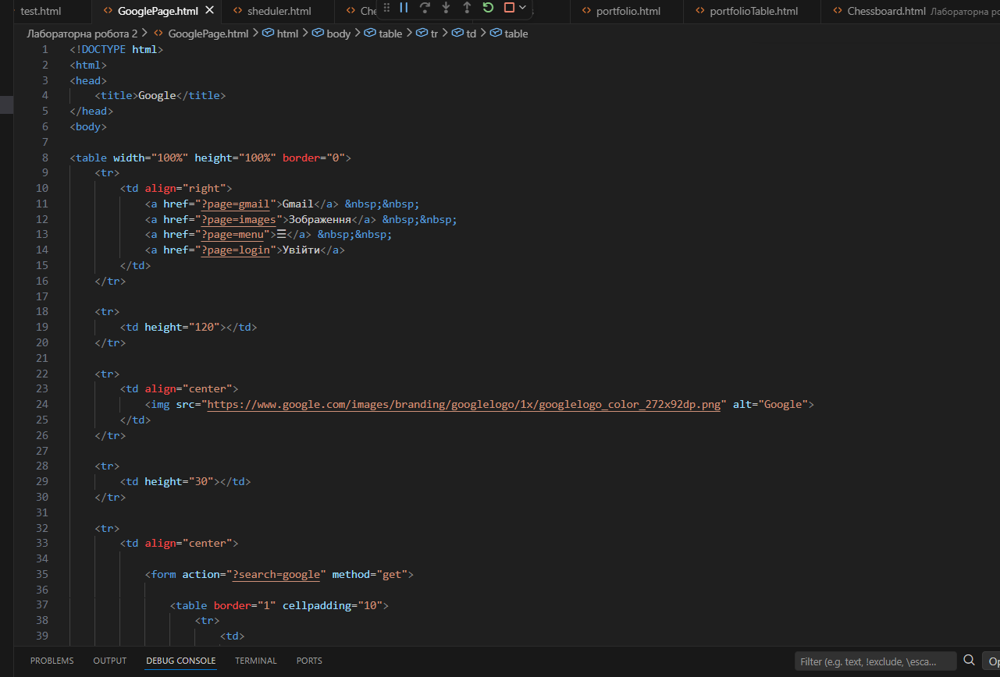 test.html GooglePage.html sheduler.html Che portfolio.html portfolioTable.html Chessboard.html Лабораторна ро
Лабораторна робота 2 > GooglePage.html > html > body > table > tr > td > table
1 <!DOCTYPE html>
2 <html>
3 <head>
4 <title>Google</title>
5 </head>
6 <body>
7
8 <table width="100%" height="100%" border="0">
9 <tr>
10 <td align="right">
11 <a href="?page=gmail">Gmail</a> &nbsp;&nbsp;
12 <a href="?page=images">Зображення</a> &nbsp;&nbsp;
13 <a href="?page=menu">☰</a> &nbsp;&nbsp;
14 <a href="?page=login">Увійти</a>
15 </td>
16 </tr>
17
18 <tr>
19 <td height="120"></td>
20 </tr>
21
22 <tr>
23 <td align="center">
24 <img src="https://www.google.com/images/branding/googlelogo/1x/googlelogo_color_272x92dp.png" alt="Google">
25 </td>
26 </tr>
27
28 <tr>
29 <td height="30"></td>
30 </tr>
31
32 <tr>
33 <td align="center">
34
35 <form action="?search=google" method="get">
36
37 <table border="1" cellpadding="10">
38 <tr>
39 <td>
PROBLEMS OUTPUT DEBUG CONSOLE TERMINAL PORTS Filter (e.g. text, !exclude, \esca... Op